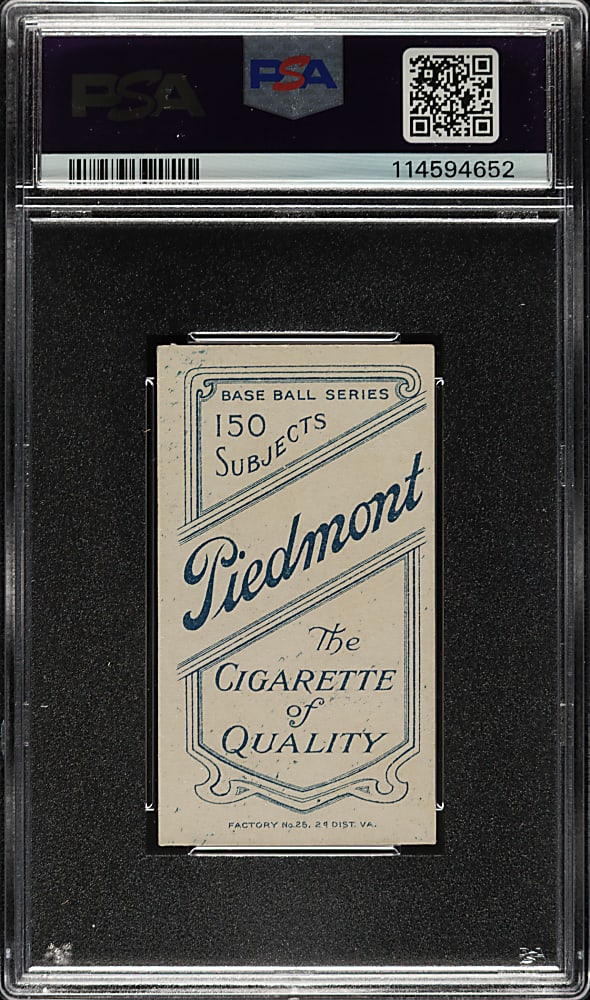 PSA
PSA
114594652
BASE BALL SERIES
150
SUBJECTS
Piedmont
The
CIGARETTE
of
QUALITY
FACTORY No.25, 2d DIST. VA.